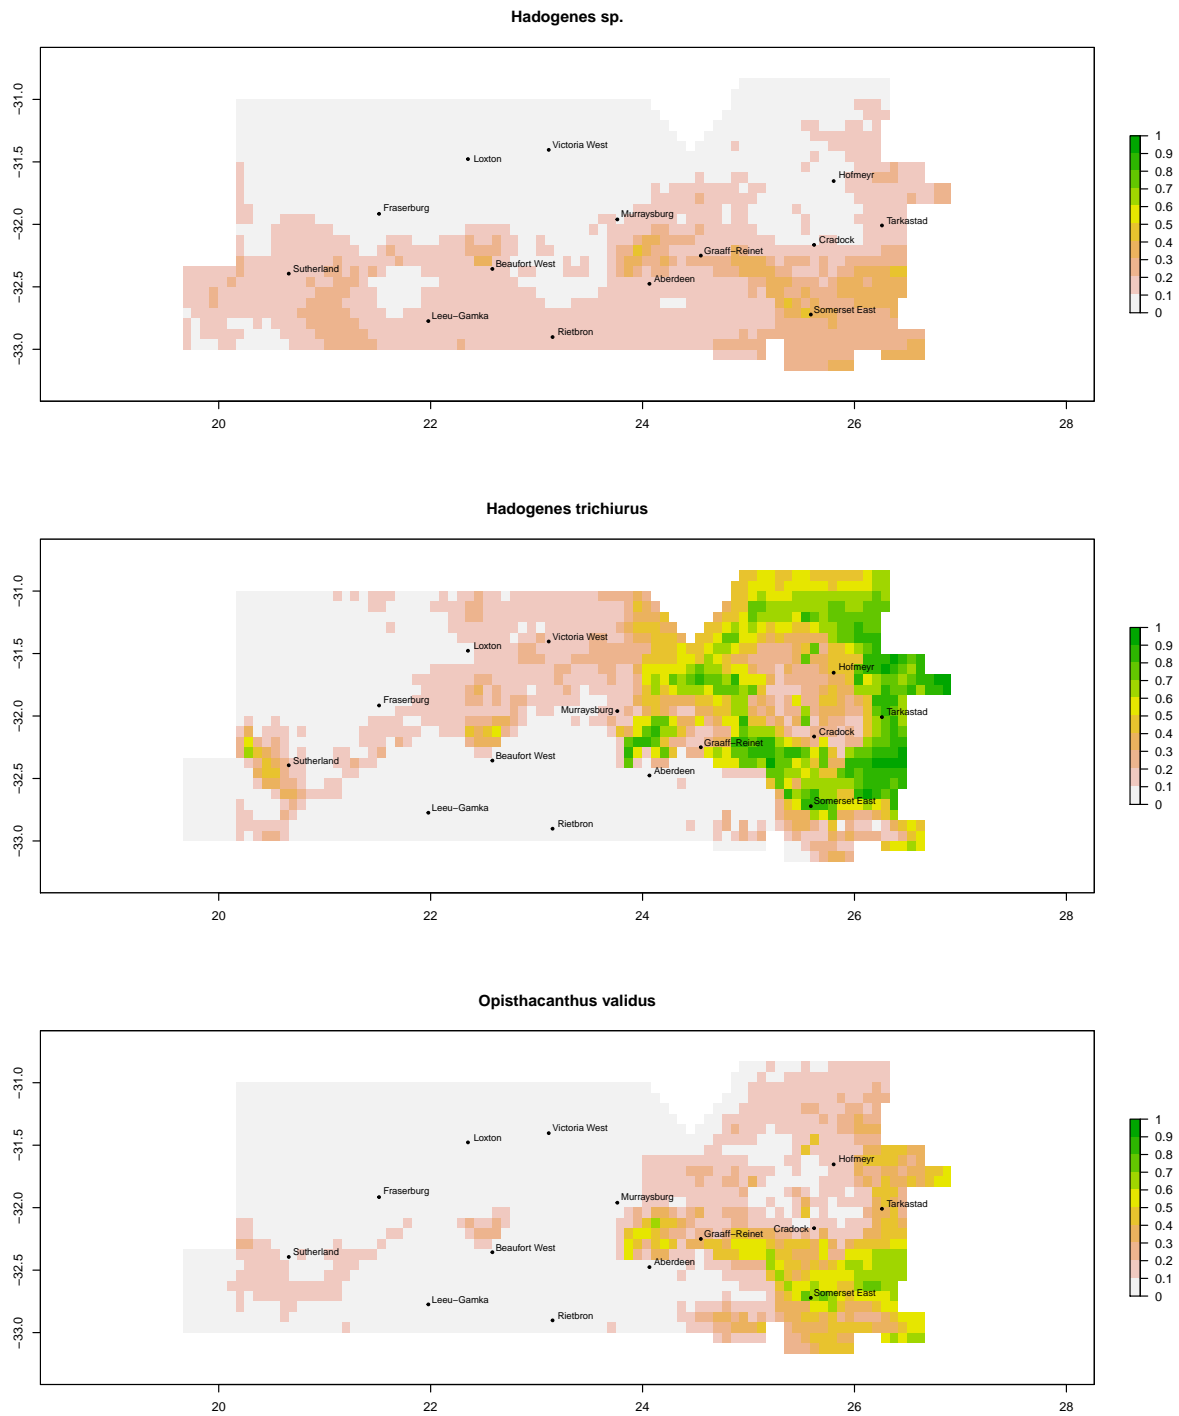 Hadogenes sp.
−31.0
−31.5
−32.0
−32.5
−33.0
Victoria West
Loxton
Hofmeyr
Fraserburg
Murraysburg
Tarkastad
Cradock
Graaff−Reinet
Beaufort West
Sutherland
Aberdeen
Somerset East
Leeu−Gamka
Rietbron
20
22
24
26
28
1
0.9
0.8
0.7
0.6
0.5
0.4
0.3
0.2
0.1
0
Hadogenes trichiurus
−31.0
−31.5
−32.0
−32.5
−33.0
Victoria West
Loxton
Hofmeyr
Fraserburg
Murraysburg
Tarkastad
Cradock
Graaff−Reinet
Beaufort West
Sutherland
Aberdeen
Somerset East
Leeu−Gamka
Rietbron
20
22
24
26
28
1
0.9
0.8
0.7
0.6
0.5
0.4
0.3
0.2
0.1
0
Opisthacanthus validus
−31.0
−31.5
−32.0
−32.5
−33.0
Victoria West
Loxton
Hofmeyr
Fraserburg
Murraysburg
Tarkastad
Cradock
Graaff−Reinet
Beaufort West
Sutherland
Aberdeen
Somerset East
Leeu−Gamka
Rietbron
20
22
24
26
28
1
0.9
0.8
0.7
0.6
0.5
0.4
0.3
0.2
0.1
0